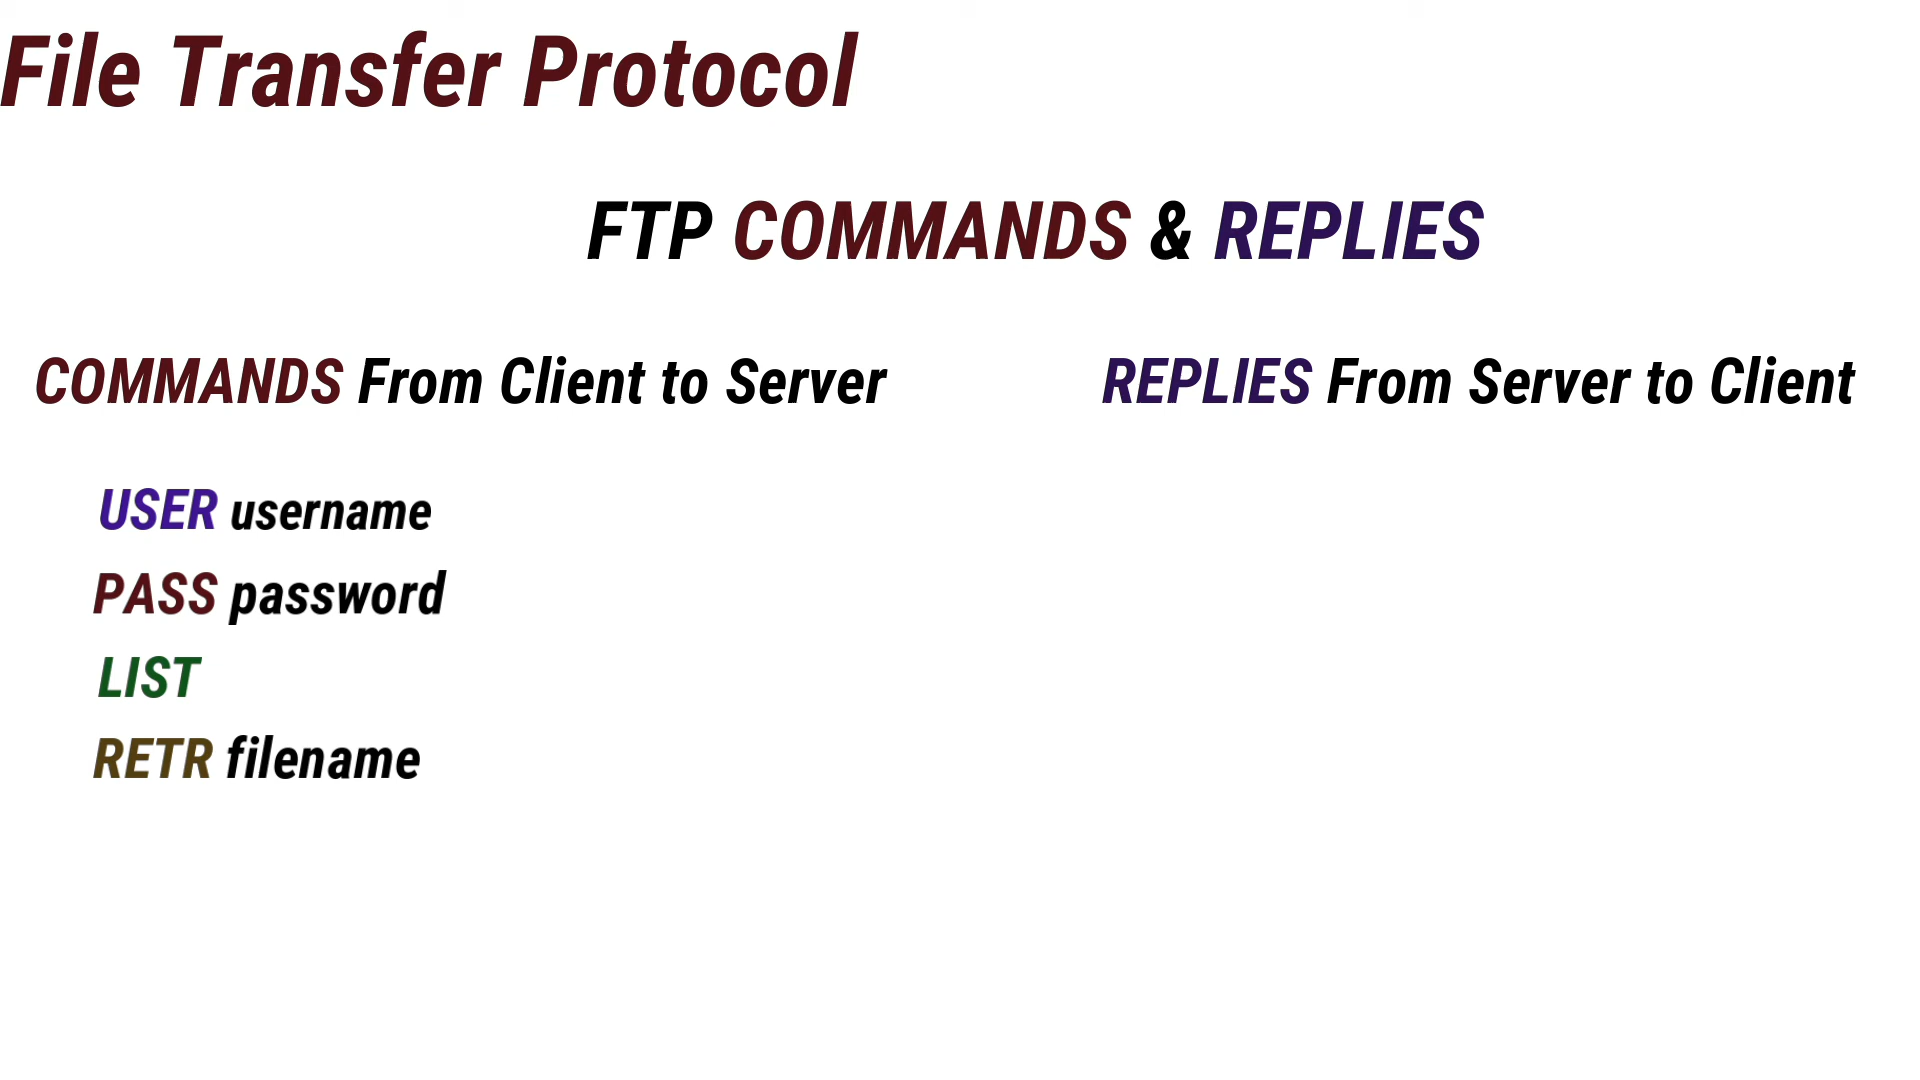 File Transfer Protocol
FTP COMMANDS & REPLIES
COMMANDS From Client to Server
USER username
PASS password
LIST
RETR filename
REPLIES From Server to Client